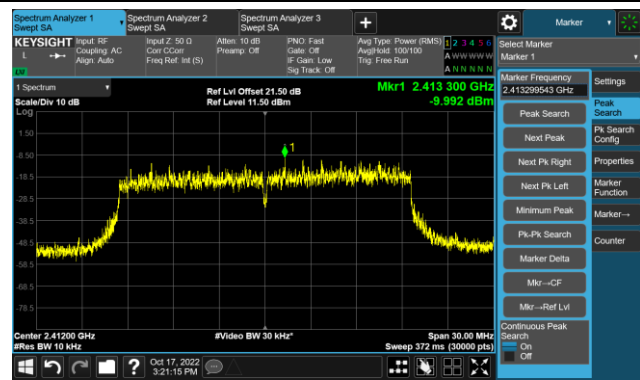 Spectrum Analyzer 1
Swept SA
Spectrum Analyzer 2
Swept SA
Spectrum Analyzer 3
Swept SA
Marker
KEYSIGHT
L
Input: RF
Coupling: AC
Align: Auto
Input Z: 50 Ω
Corr CCorr
Freq Ref: Int (S)
Atten: 10 dB
Preamp: Off
PNO: Fast
Gate: Off
IF Gain: Low
Sig Track: Off
Avg Type: Power (RMS)
Avg|Hold: 100/100
Trig: Free Run
1 2 3 4 5 6
A W W W W W
A N N N N N
Select Marker
Marker 1
1 Spectrum
Scale/Div 10 dB
Log
Ref Lvl Offset 21.50 dB
Ref Level 11.50 dBm
Mkr1 2.413 300 GHz
-9.992 dBm
1.50
-8.50
-18.5
-28.5
-38.5
-48.5
-58.5
-68.5
-78.5
1
Center 2.41200 GHz
#Res BW 10 kHz
#Video BW 30 kHz*
Span 30.00 MHz
Sweep 372 ms (30000 pts)
Marker Frequency
2.413299543 GHz
Peak Search
Next Peak
Next Pk Right
Next Pk Left
Minimum Peak
Pk-Pk Search
Marker Delta
Mkr→CF
Mkr→Ref Lvl
Continuous Peak
Search
On
Off
Settings
Peak
Search
Pk Search
Config
Properties
Marker
Function
Marker→
Counter
Oct 17, 2022
3:21:15 PM